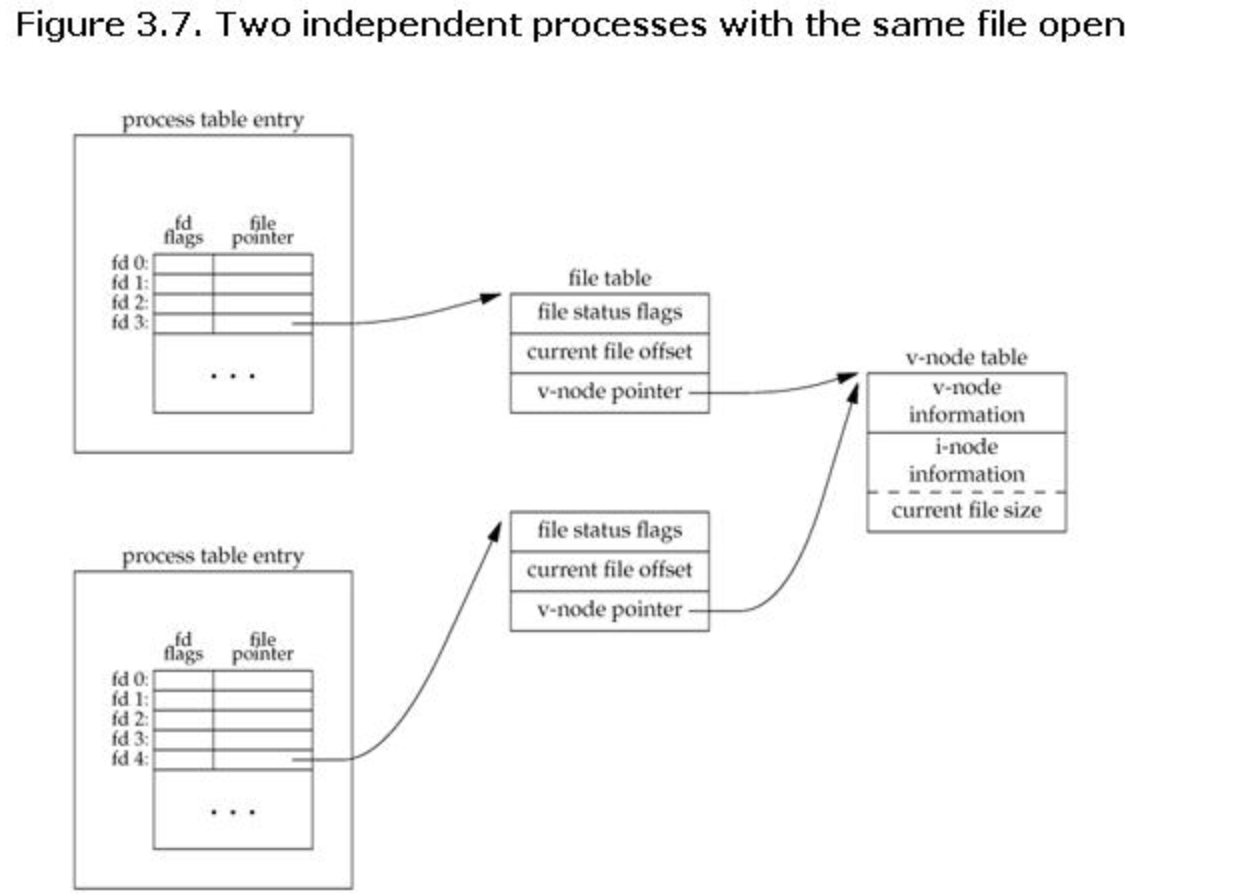 Figure 3.7. Two independent processes with the same file open
process table entry
fd flags
file pointer
fd 0:
fd 1:
fd 2:
fd 3:
. . .
file table
file status flags
current file offset
v-node pointer
v-node table
v-node
information
i-node
information
current file size
file status flags
current file offset
v-node pointer
process table entry
fd flags
file pointer
fd 0:
fd 1:
fd 2:
fd 3:
fd 4:
. . .